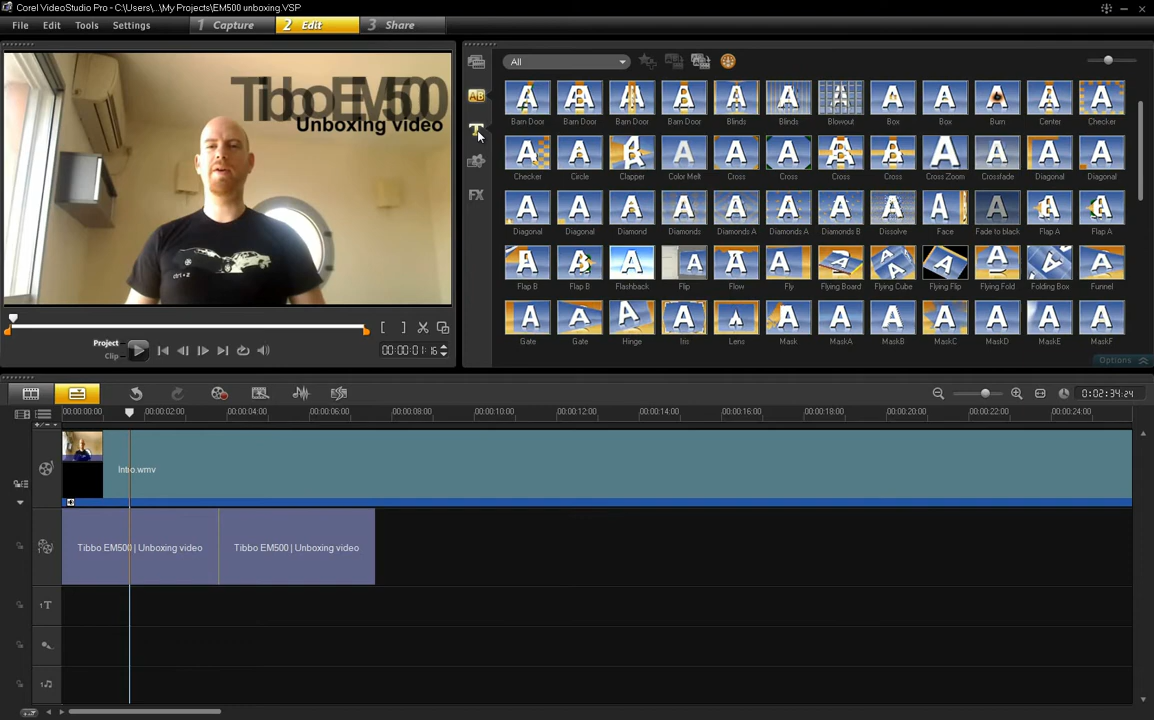 Corel VideoStudio Pro - C:\Users\...\My Projects\EM500 unboxing.VSP
File Edit Tools Settings 1 Capture 2 Edit 3 Share
Tibbo EM500
Unboxing video
ctrl + z
All
AB
T
FX
Barn Door Barn Door Barn Door Barn Door Blinds Blinds Blowout Box Box Burn Center Checker
Checker Circle Clapper Color Melt Cross Cross Cross Cross Cross Zoom Crossfade Diagonal Diagonal
Diagonal Diagonal Diamond Diamonds Diamonds A Diamonds A Diamonds B Dissolve Face Fade to black Flap A Flap A
Flap B Flap B Flashback Flip Flow Fly Flying Board Flying Cube Flying Flip Flying Fold Folding Box Funnel
Gate Gate Hinge Iris Lens Mask MaskA MaskB MaskC MaskD MaskE MaskF
Options
Project
Clip
00:00:01:16
0:02:34:24
00:00:00:00 00:00:02:00 00:00:04:00 00:00:06:00 00:00:08:00 00:00:10:00 00:00:12:00 00:00:14:00 00:00:16:00 00:00:18:00 00:00:20:00 00:00:22:00 00:00:24:00
Intro.wmv
Tibbo EM500 | Unboxing video Tibbo EM500 | Unboxing video
1T